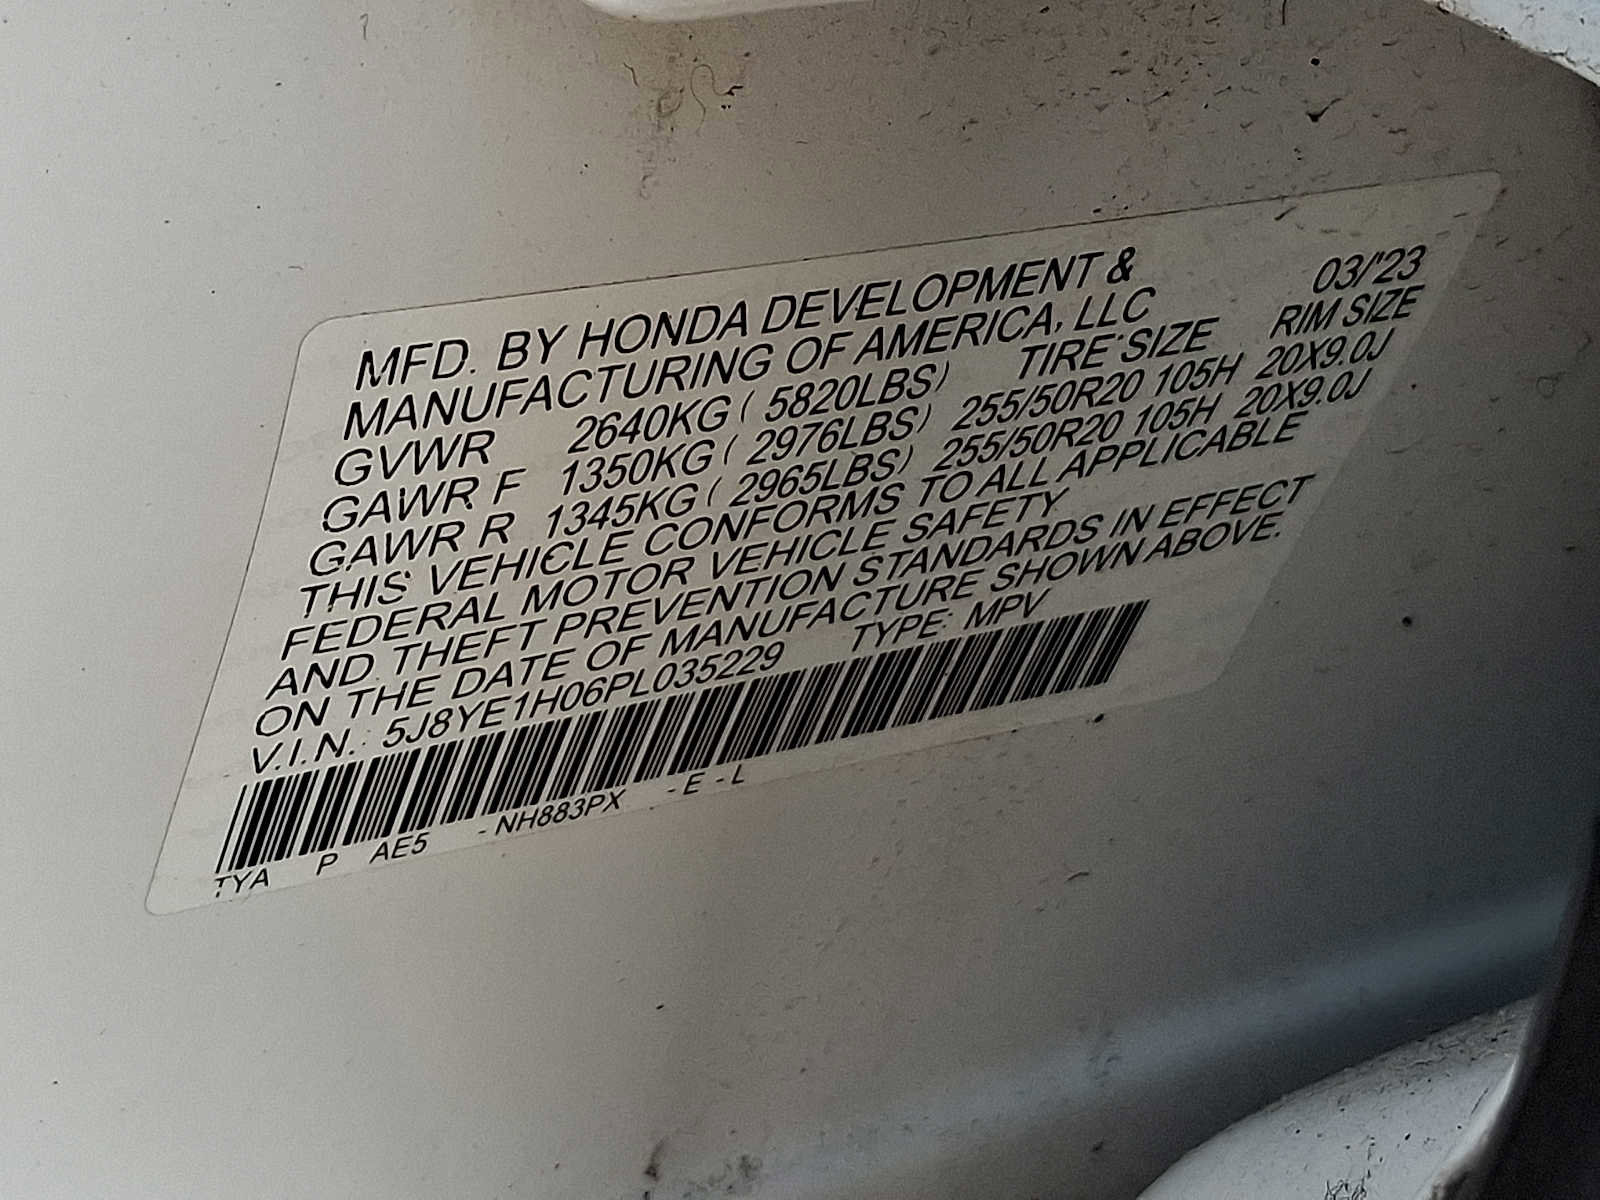 MFD. BY HONDA DEVELOPMENT & 03/'23
MANUFACTURING OF AMERICA, LLC
GVWR 2640KG ( 5820LBS) TIRE SIZE RIM SIZE
GAWR F 1350KG ( 2976LBS) 255/50R20 105H 20X9.0J
GAWR R 1345KG ( 2965LBS) 255/50R20 105H 20X9.0J
THIS VEHICLE CONFORMS TO ALL APPLICABLE
FEDERAL MOTOR VEHICLE SAFETY
AND THEFT PREVENTION STANDARDS IN EFFECT
ON THE DATE OF MANUFACTURE SHOWN ABOVE.
V.I.N.: 5J8YE1H06PL035229 TYPE: MPV
TYA P AE5 - NH883PX - E - L